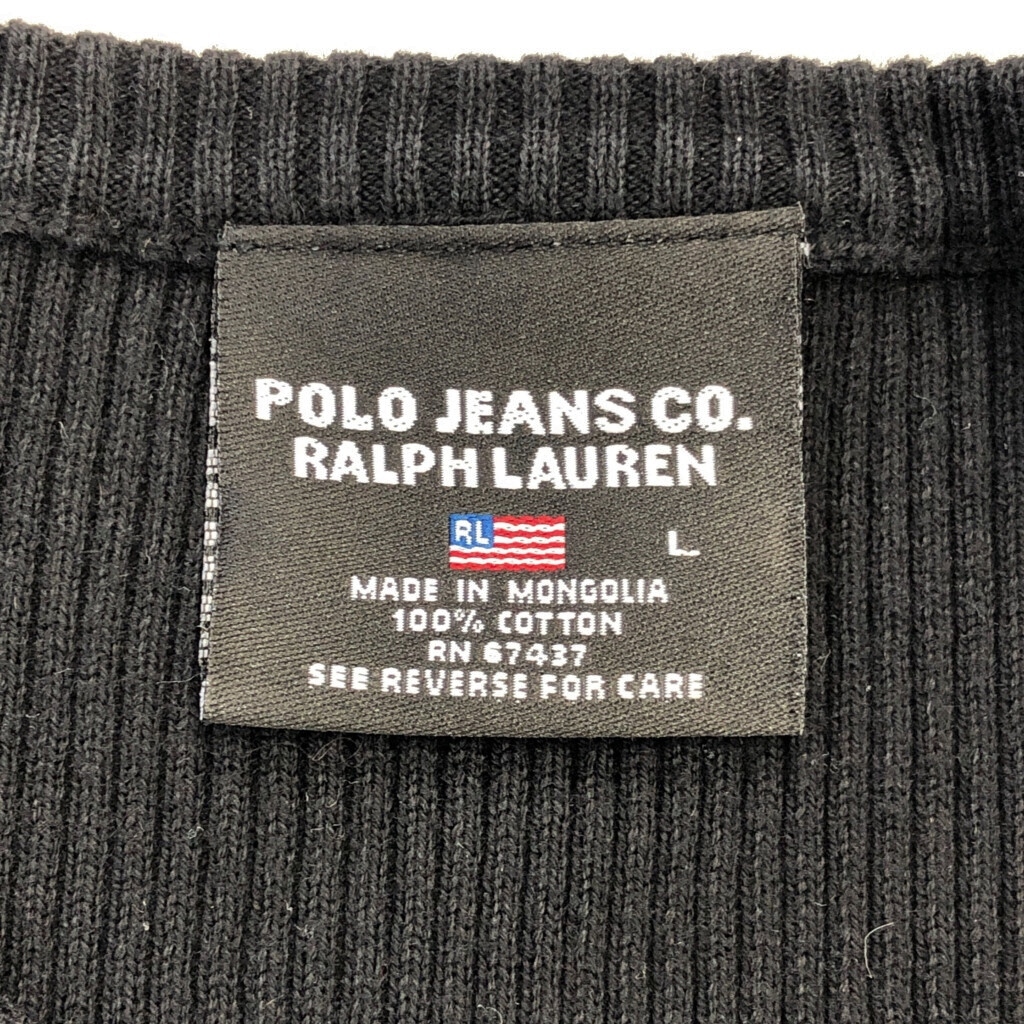 POLO JEANS CO.
RALPH LAUREN
RL
L
MADE IN MONGOLIA
100% COTTON
RN 67437
SEE REVERSE FOR CARE